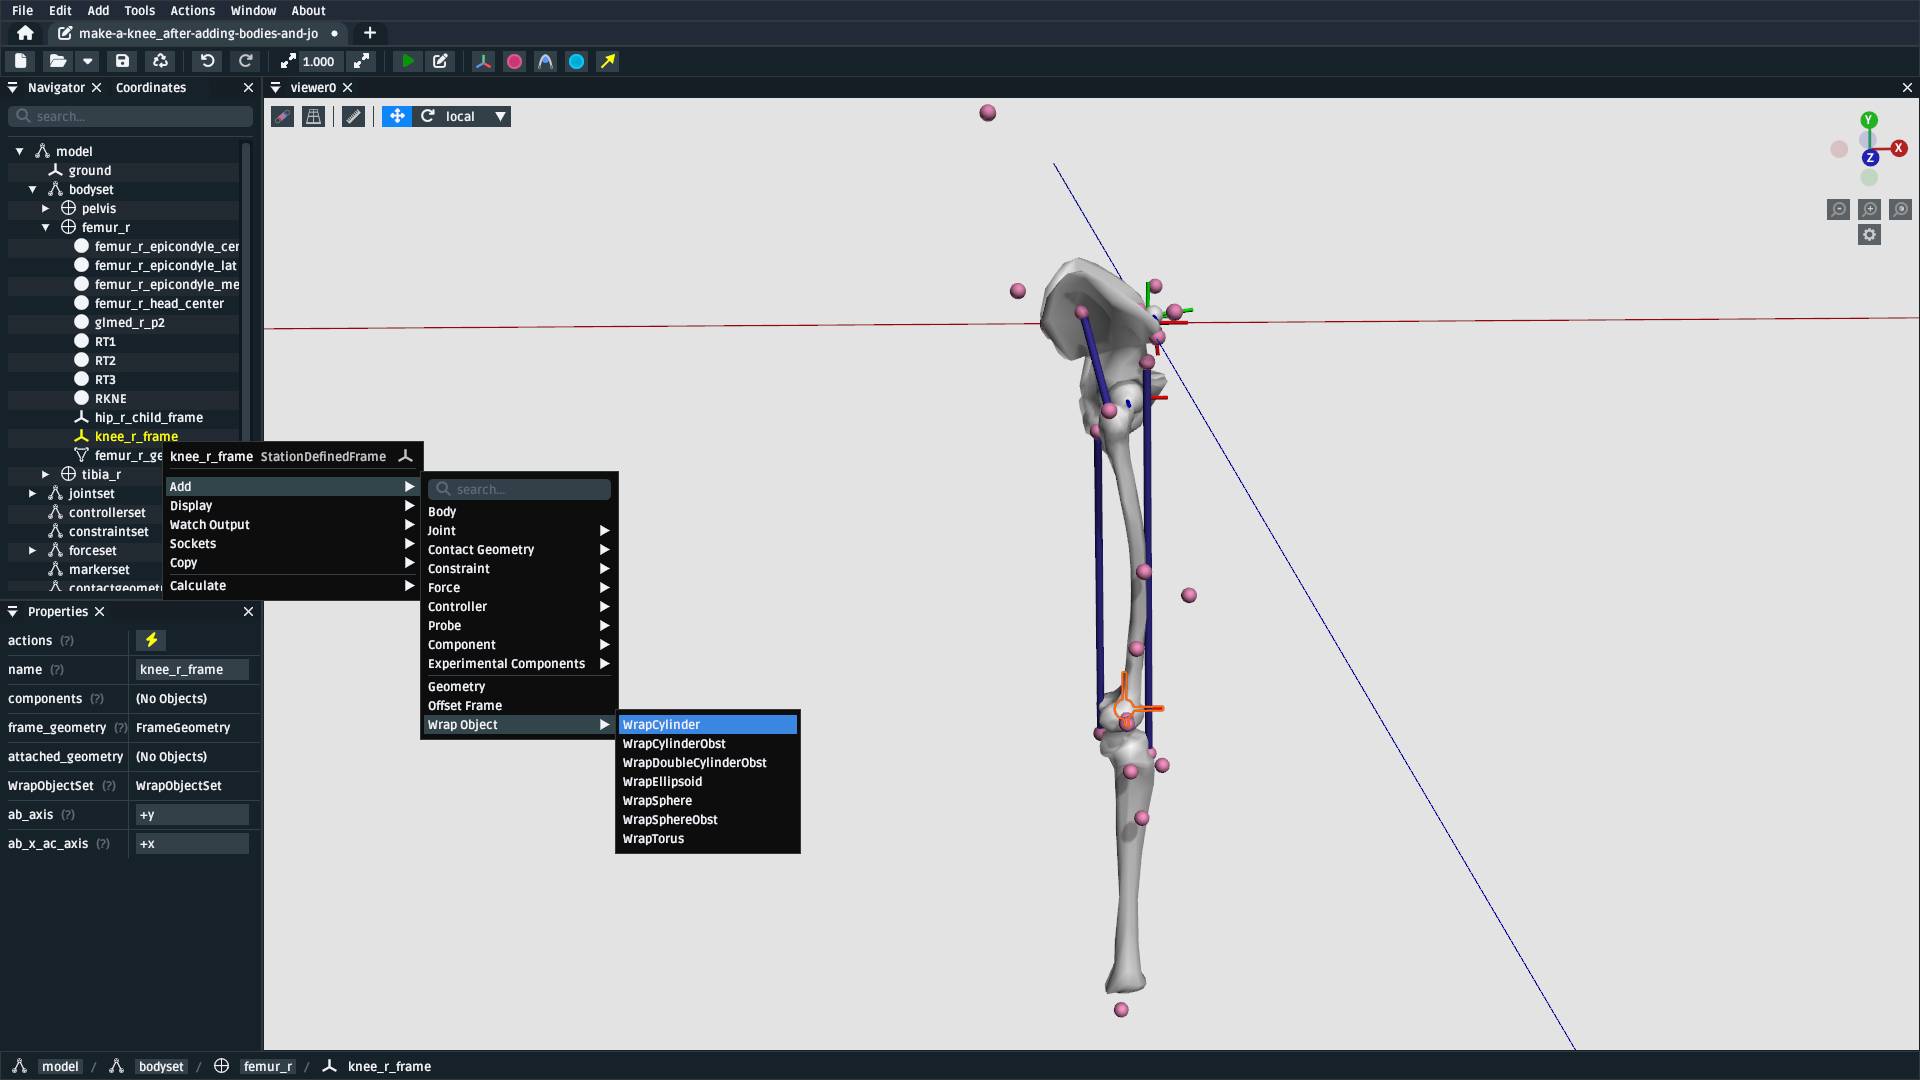 File Edit Add Tools Actions Window About
make-a-knee_after-adding-bodies-and-jo
1.000
Navigator Coordinates
search...
model
ground
bodyset
pelvis
femur_r
femur_r_epicondyle_cer
femur_r_epicondyle_lat
femur_r_epicondyle_me
femur_r_head_center
glmed_r_p2
RT1
RT2
RT3
RKNE
hip_r_child_frame
knee_r_frame
femur_r_ge
tibia_r
jointset
controllerset
constraintset
forceset
markerset
contactgeomet
knee_r_frame StationDefinedFrame
Add
Display
Watch Output
Sockets
Copy
Calculate
search...
Body
Joint
Contact Geometry
Constraint
Force
Controller
Probe
Component
Experimental Components
Geometry
Offset Frame
Wrap Object
WrapCylinder
WrapCylinderObst
WrapDoubleCylinderObst
WrapEllipsoid
WrapSphere
WrapSphereObst
WrapTorus
Properties
actions (?)
name (?) knee_r_frame
components (?) (No Objects)
frame_geometry (?) FrameGeometry
attached_geometry (No Objects)
WrapObjectSet (?) WrapObjectSet
ab_axis (?) +y
ab_x_ac_axis (?) +x
viewer0
local
Y
X
Z
model / bodyset / femur_r / knee_r_frame